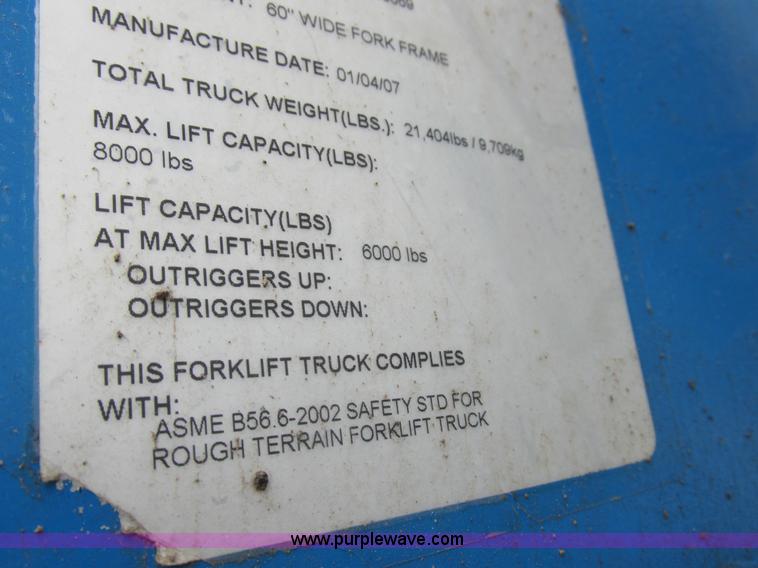 60" WIDE FORK FRAME
MANUFACTURE DATE: 01/04/07
TOTAL TRUCK WEIGHT(LBS.): 21,404lbs / 9,709kg
MAX. LIFT CAPACITY(LBS):
8000 lbs
LIFT CAPACITY(LBS)
AT MAX LIFT HEIGHT: 6000 lbs
OUTRIGGERS UP:
OUTRIGGERS DOWN:
THIS FORKLIFT TRUCK COMPLIES
WITH:
ASME B56.6-2002 SAFETY STD FOR
ROUGH TERRAIN FORKLIFT TRUCK
www.purplewave.com